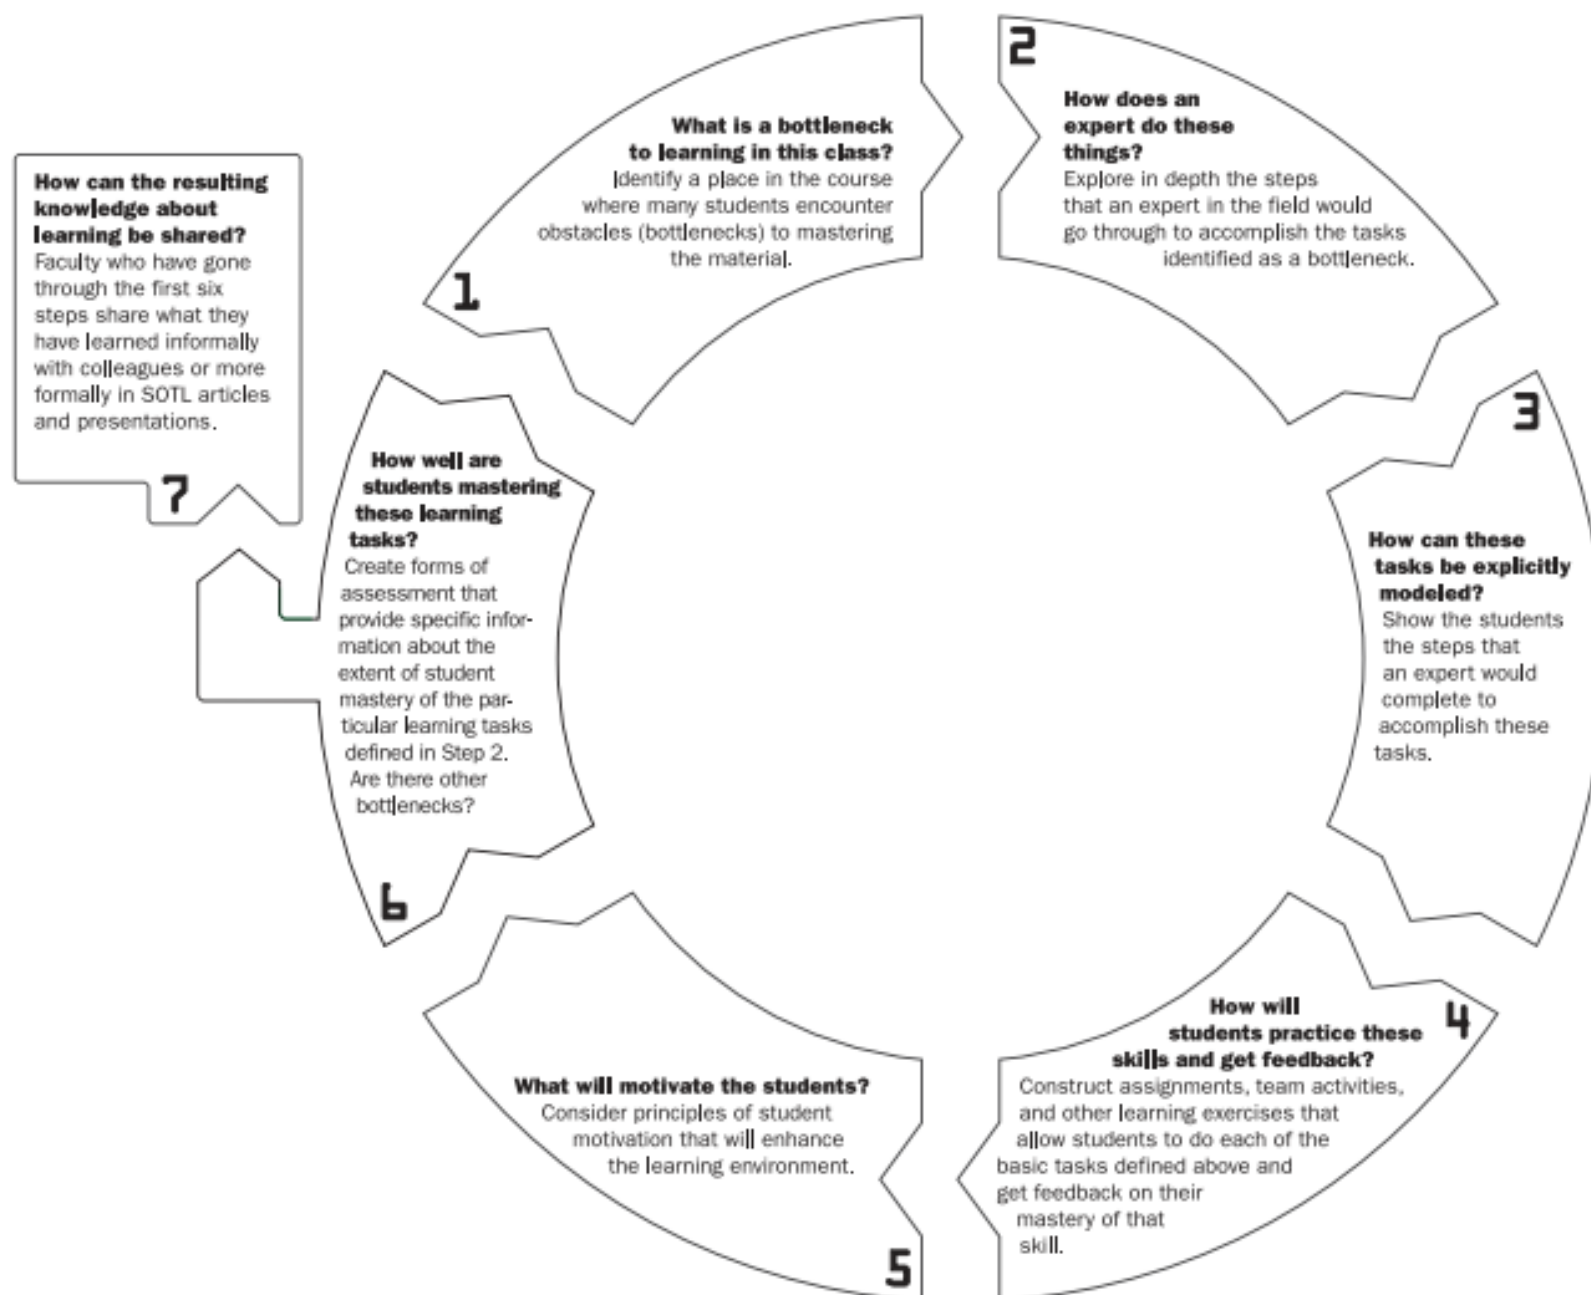 1
What is a bottleneck
to learning in this class?
Identify a place in the course
where many students encounter
obstacles (bottlenecks) to mastering
the material.
2
How does an
expert do these
things?
Explore in depth the steps
that an expert in the field would
go through to accomplish the tasks
identified as a bottleneck.
3
How can these
tasks be explicitly
modeled?
Show the students
the steps that
an expert would
complete to
accomplish these
tasks.
4
How will
students practice these
skills and get feedback?
Construct assignments, team activities,
and other learning exercises that
allow students to do each of the
basic tasks defined above and
get feedback on their
mastery of that
skill.
5
What will motivate the students?
Consider principles of student
motivation that will enhance
the learning environment.
6
How well are
students mastering
these learning
tasks?
Create forms of
assessment that
provide specific infor-
mation about the
extent of student
mastery of the par-
ticular learning tasks
defined in Step 2.
Are there other
bottlenecks?
7
How can the resulting
knowledge about
learning be shared?
Faculty who have gone
through the first six
steps share what they
have learned informally
with colleagues or more
formally in SOTL articles
and presentations.